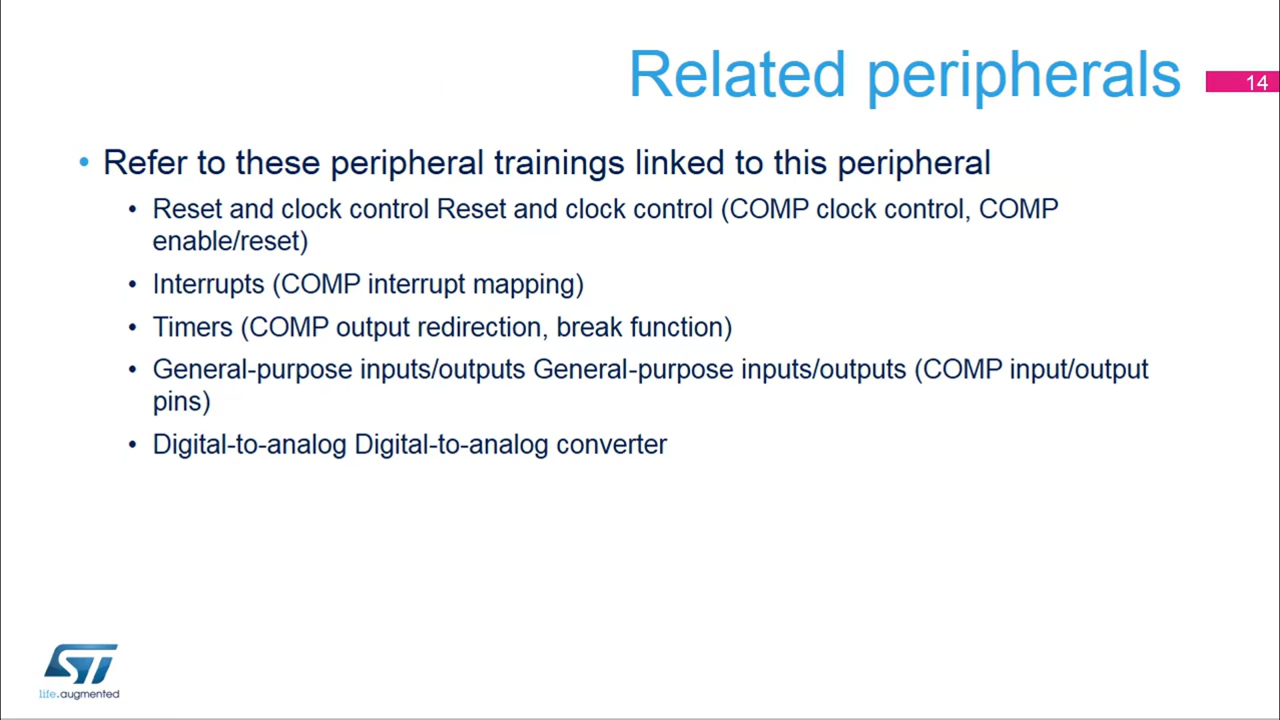 Related peripherals
14
• Refer to these peripheral trainings linked to this peripheral
• Reset and clock control Reset and clock control (COMP clock control, COMP
enable/reset)
• Interrupts (COMP interrupt mapping)
• Timers (COMP output redirection, break function)
• General-purpose inputs/outputs General-purpose inputs/outputs (COMP input/output
pins)
• Digital-to-analog Digital-to-analog converter
ST
life.augmented